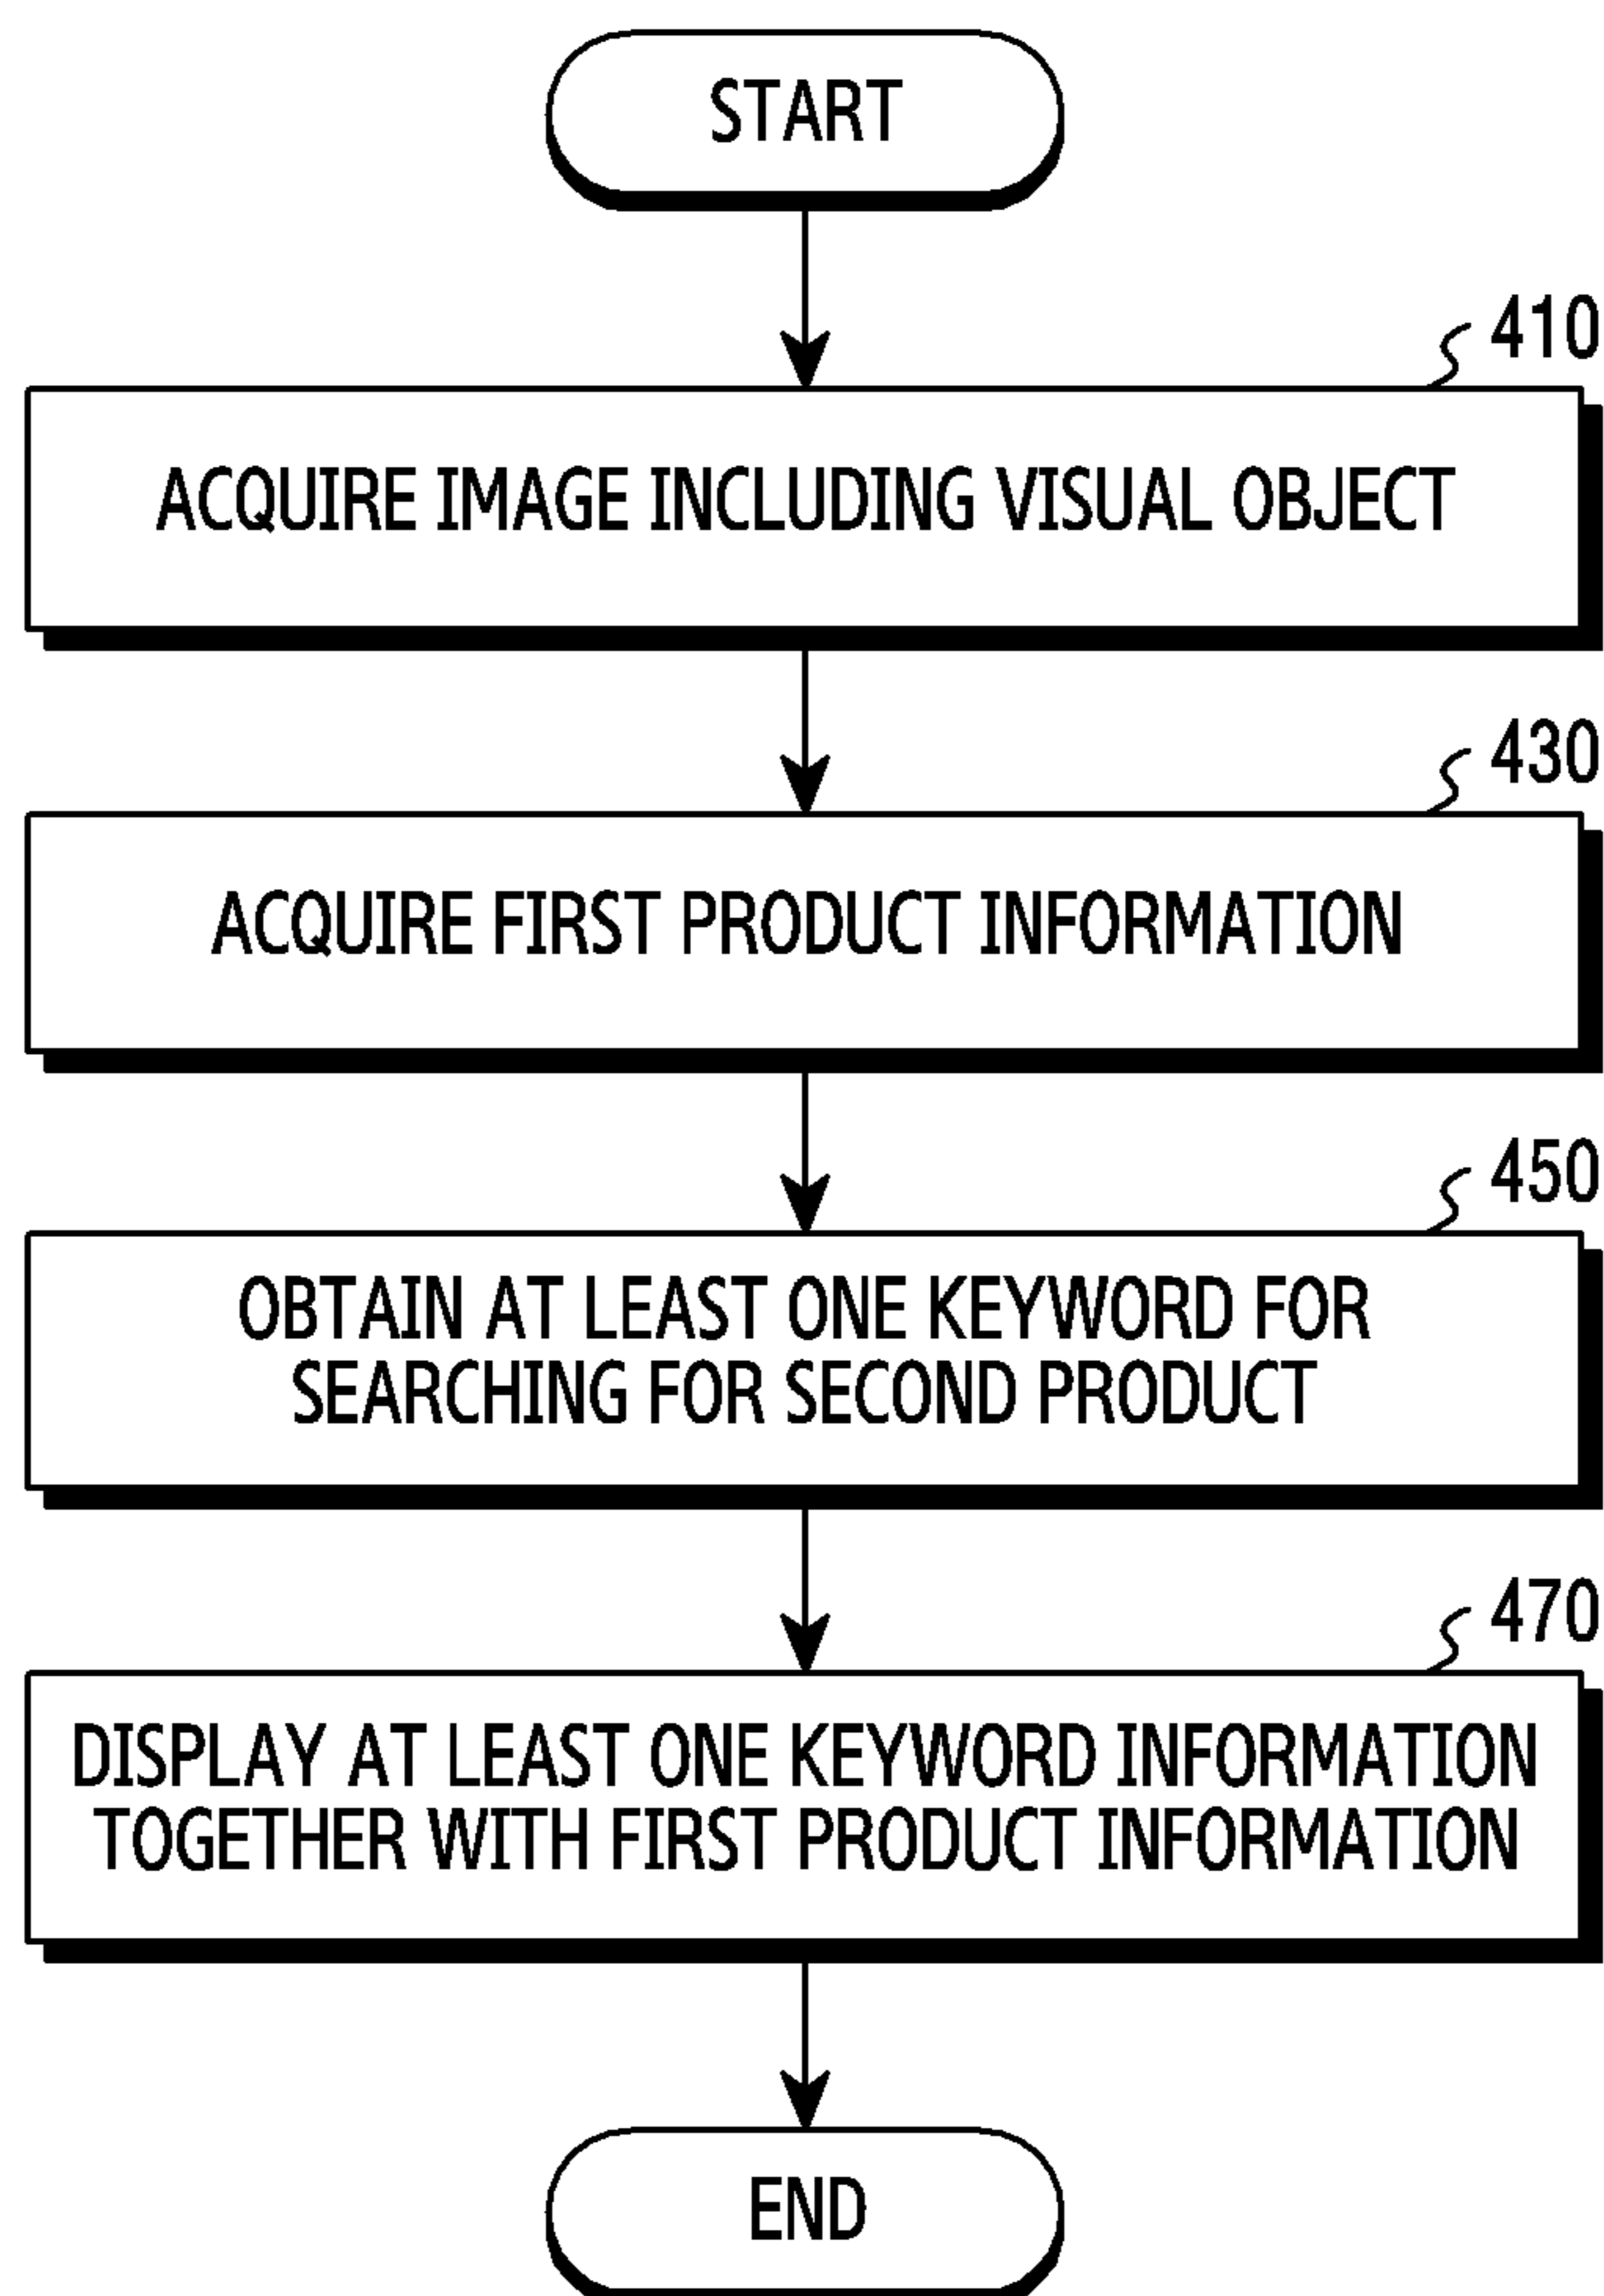 START
410
ACQUIRE IMAGE INCLUDING VISUAL OBJECT
430
ACQUIRE FIRST PRODUCT INFORMATION
450
OBTAIN AT LEAST ONE KEYWORD FOR
SEARCHING FOR SECOND PRODUCT
470
DISPLAY AT LEAST ONE KEYWORD INFORMATION
TOGETHER WITH FIRST PRODUCT INFORMATION
END